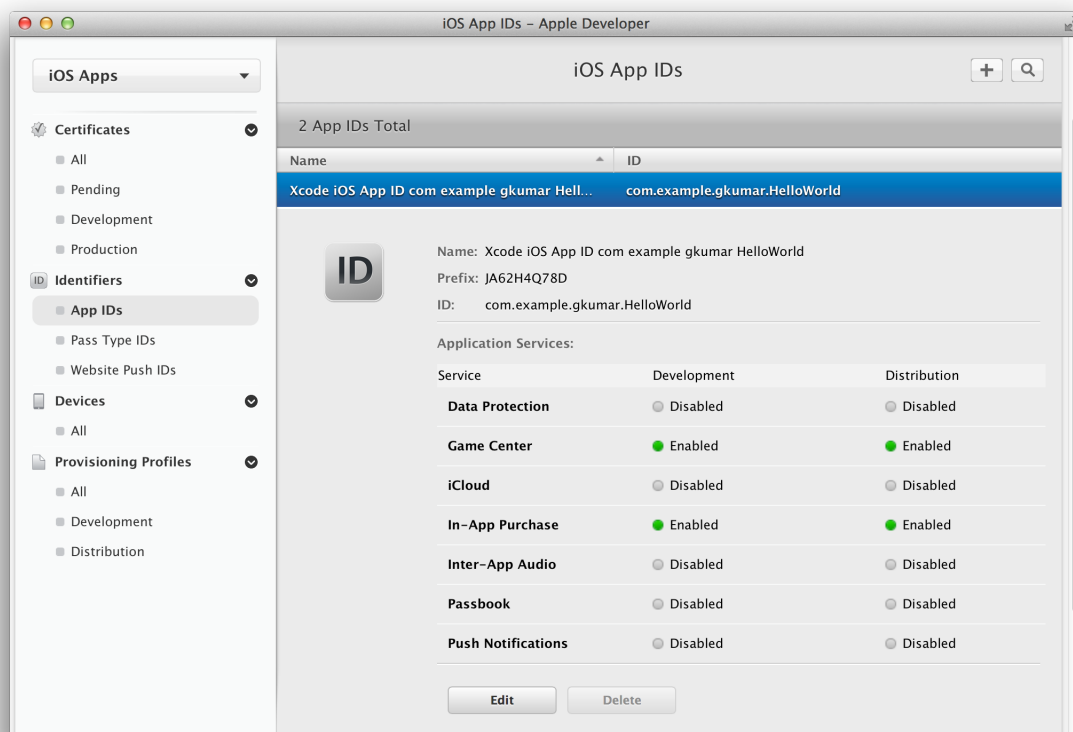 iOS App IDs – Apple Developer
iOS Apps
Certificates
All
Pending
Development
Production
ID Identifiers
App IDs
Pass Type IDs
Website Push IDs
Devices
All
Provisioning Profiles
All
Development
Distribution
iOS App IDs
2 App IDs Total
Name ID
Xcode iOS App ID com example gkumar Hell... com.example.gkumar.HelloWorld
ID
Name: Xcode iOS App ID com example gkumar HelloWorld
Prefix: JA62H4Q78D
ID: com.example.gkumar.HelloWorld
Application Services:
Service Development Distribution
Data Protection Disabled Disabled
Game Center Enabled Enabled
iCloud Disabled Disabled
In-App Purchase Enabled Enabled
Inter-App Audio Disabled Disabled
Passbook Disabled Disabled
Push Notifications Disabled Disabled
Edit Delete